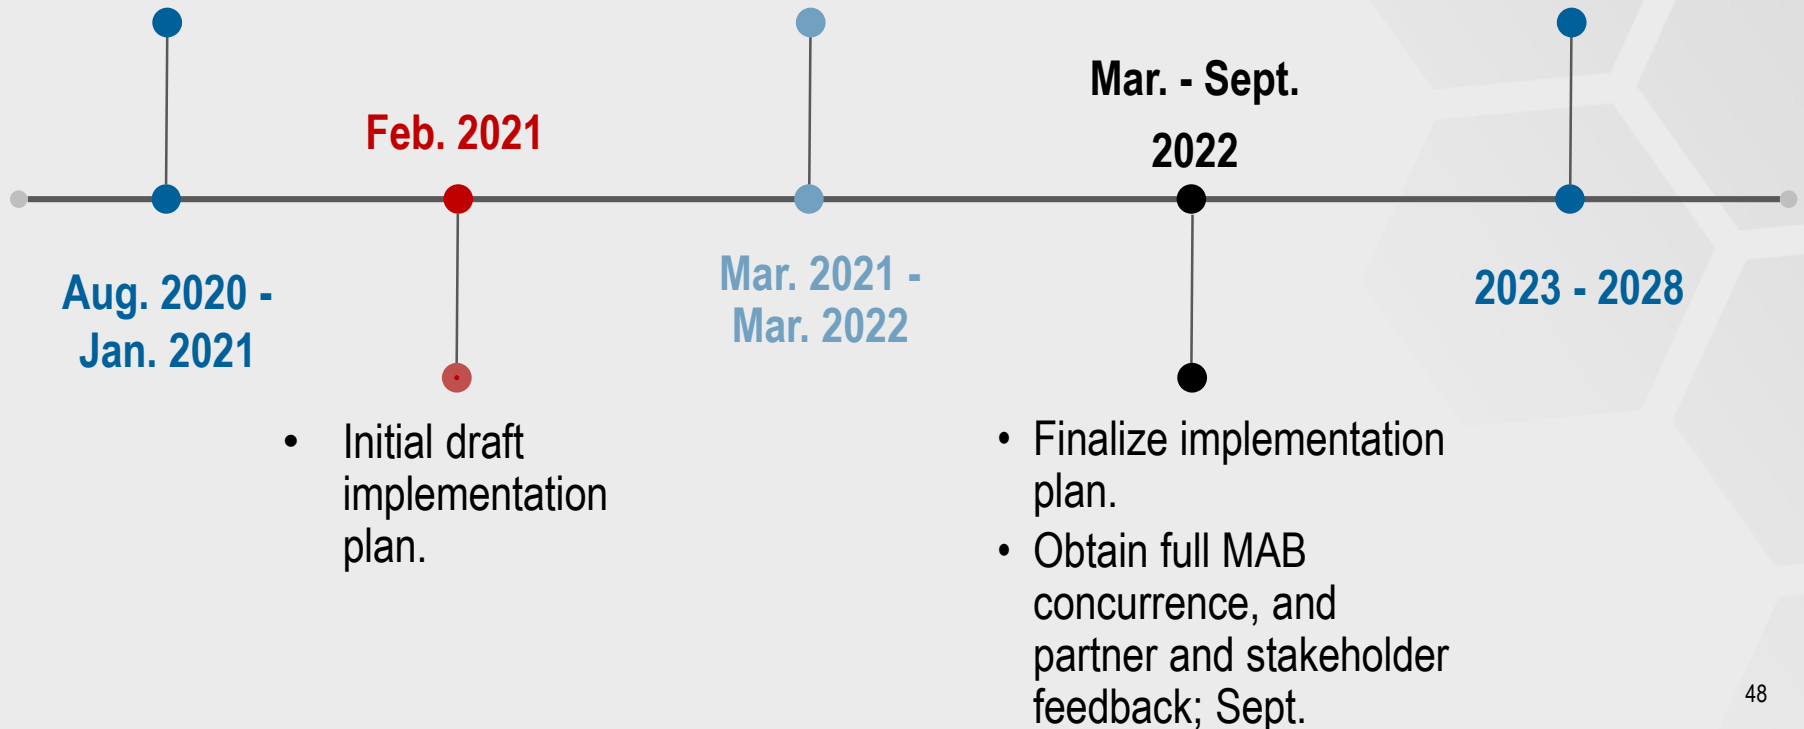 Mar. - Sept.
2022
Feb. 2021
Aug. 2020 -
Jan. 2021
Mar. 2021 -
Mar. 2022
2023 - 2028
• Initial draft
implementation
plan.
• Finalize implementation
plan.
• Obtain full MAB
concurrence, and
partner and stakeholder
feedback; Sept.
48